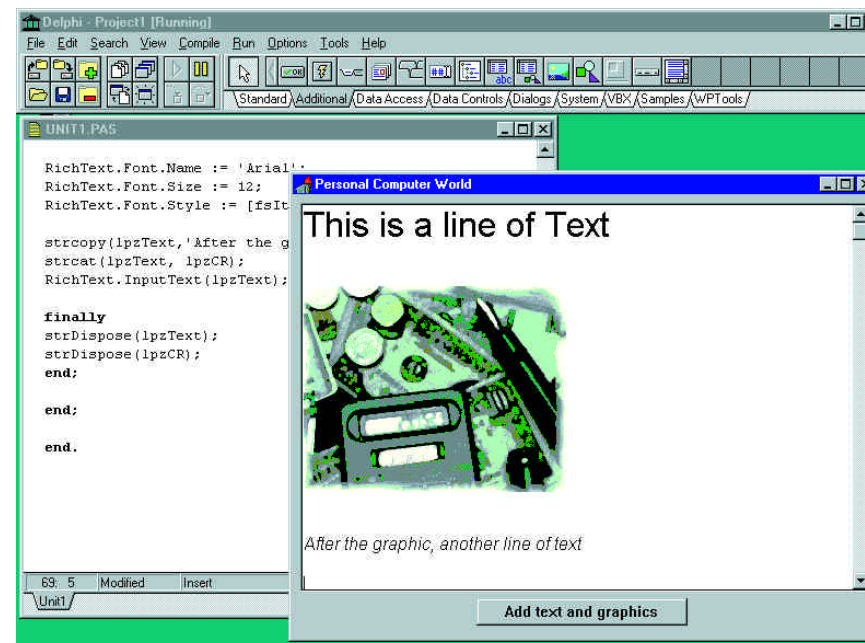 Delphi - Project1 [Running]
File Edit Search View Compile Run Options Tools Help
OK
abc
Standard Additional Data Access Data Controls Dialogs System VBX Samples WPTools
UNIT1.PAS
RichText.Font.Name := 'Arial';
RichText.Font.Size := 12;
RichText.Font.Style := [fsIt
strcopy(lpzText,'After the g
strcat(lpzText, lpzCR);
RichText.InputText(lpzText);
finally
strDispose(lpzText);
strDispose(lpzCR);
end;
end;
end.
69: 5 Modified Insert
Unit1
Personal Computer World
This is a line of Text
After the graphic, another line of text
Add text and graphics